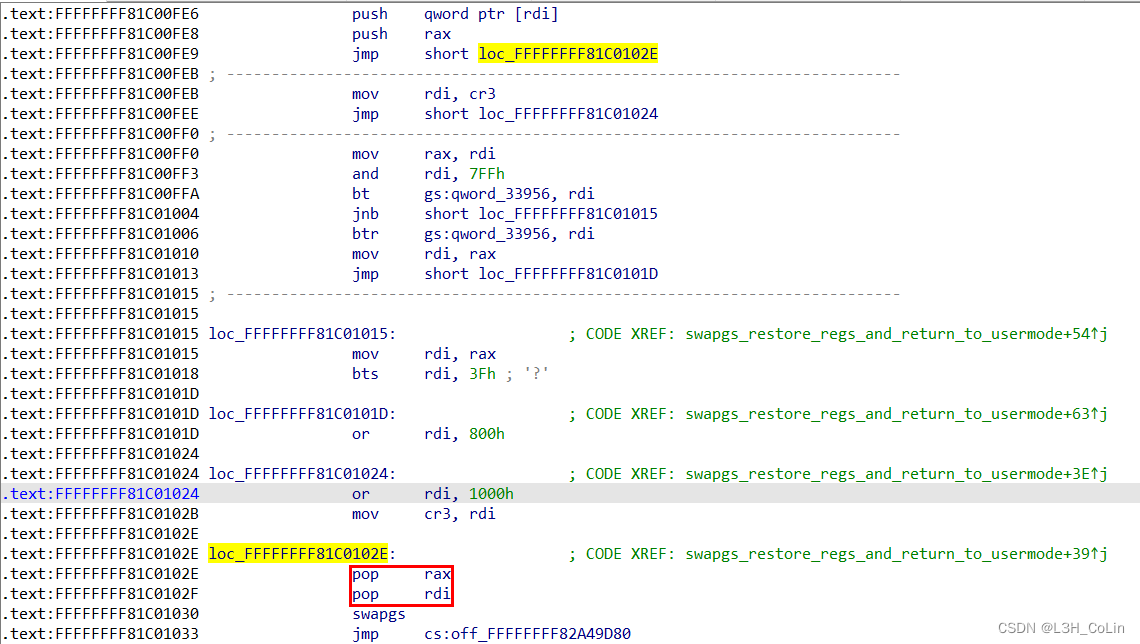 .text:FFFFFFFF81C00FE6 push qword ptr [rdi]
.text:FFFFFFFF81C00FE8 push rax
.text:FFFFFFFF81C00FE9 jmp short loc_FFFFFFFF81C0102E
.text:FFFFFFFF81C00FEB ; ---------------------------------------------------------------------------
.text:FFFFFFFF81C00FEB mov rdi, cr3
.text:FFFFFFFF81C00FEE jmp short loc_FFFFFFFF81C01024
.text:FFFFFFFF81C00FF0 ; ---------------------------------------------------------------------------
.text:FFFFFFFF81C00FF0 mov rax, rdi
.text:FFFFFFFF81C00FF3 and rdi, 7FFh
.text:FFFFFFFF81C00FFA bt gs:qword_33956, rdi
.text:FFFFFFFF81C01004 jnb short loc_FFFFFFFF81C01015
.text:FFFFFFFF81C01006 btr gs:qword_33956, rdi
.text:FFFFFFFF81C01010 mov rdi, rax
.text:FFFFFFFF81C01013 jmp short loc_FFFFFFFF81C0101D
.text:FFFFFFFF81C01015 ; ---------------------------------------------------------------------------
.text:FFFFFFFF81C01015
.text:FFFFFFFF81C01015 loc_FFFFFFFF81C01015: ; CODE XREF: swapgs_restore_regs_and_return_to_usermode+54↑j
.text:FFFFFFFF81C01015 mov rdi, rax
.text:FFFFFFFF81C01018 bts rdi, 3Fh ; '?'
.text:FFFFFFFF81C0101D
.text:FFFFFFFF81C0101D loc_FFFFFFFF81C0101D: ; CODE XREF: swapgs_restore_regs_and_return_to_usermode+63↑j
.text:FFFFFFFF81C0101D or rdi, 800h
.text:FFFFFFFF81C01024
.text:FFFFFFFF81C01024 loc_FFFFFFFF81C01024: ; CODE XREF: swapgs_restore_regs_and_return_to_usermode+3E↑j
.text:FFFFFFFF81C01024 or rdi, 1000h
.text:FFFFFFFF81C0102B mov cr3, rdi
.text:FFFFFFFF81C0102E
.text:FFFFFFFF81C0102E loc_FFFFFFFF81C0102E: ; CODE XREF: swapgs_restore_regs_and_return_to_usermode+39↑j
.text:FFFFFFFF81C0102E pop rax
.text:FFFFFFFF81C0102F pop rdi
.text:FFFFFFFF81C01030 swapgs
.text:FFFFFFFF81C01033 jmp cs:off_FFFFFFFF82A49D80
CSDN @L3H_CoLin